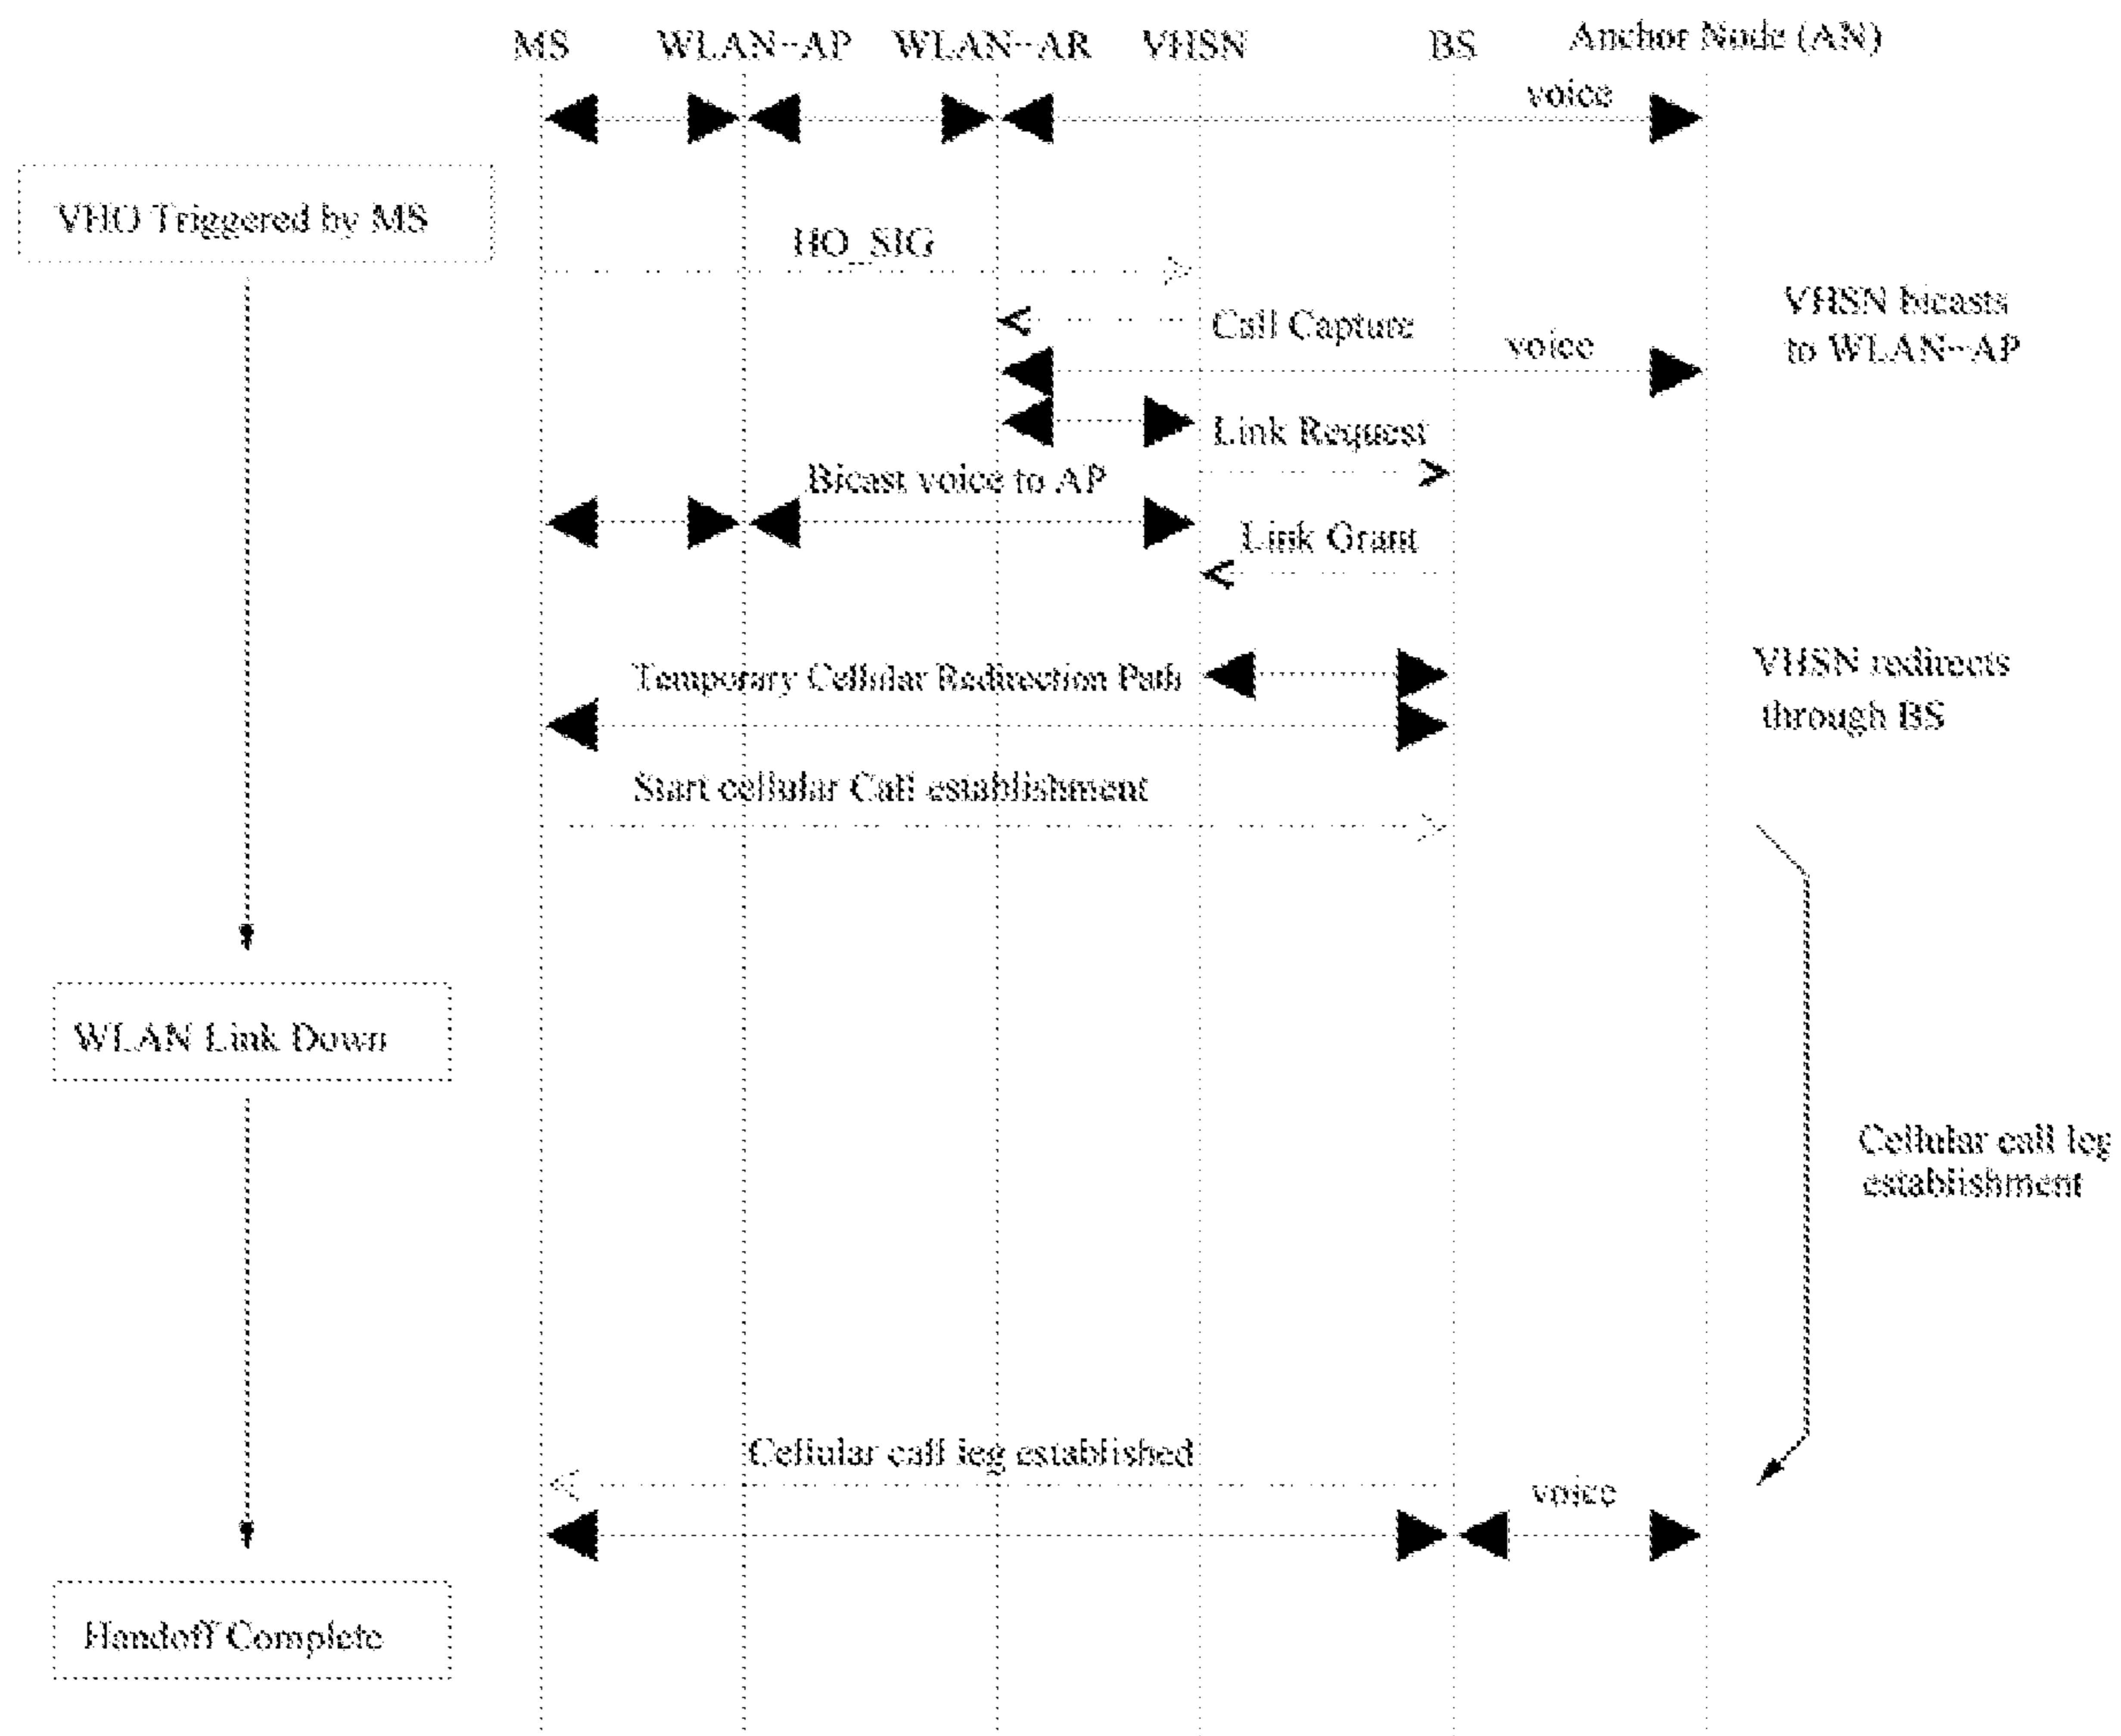 MS WLAN--AP WLAN--AR VHSN BS Anchor Node (AN)
voice
VHO Triggered by MS
HO_SIG
Call Capture
VHSN bicasts
to WLAN--AP
voice
Link Request
Bicast voice to AP
Link Grant
Temporary Cellular Redirection Path
VHSN redirects
through BS
Start cellular Call establishment
WLAN Link Down
Cellular call leg
establishment
Cellular call leg established
voice
Handoff Complete